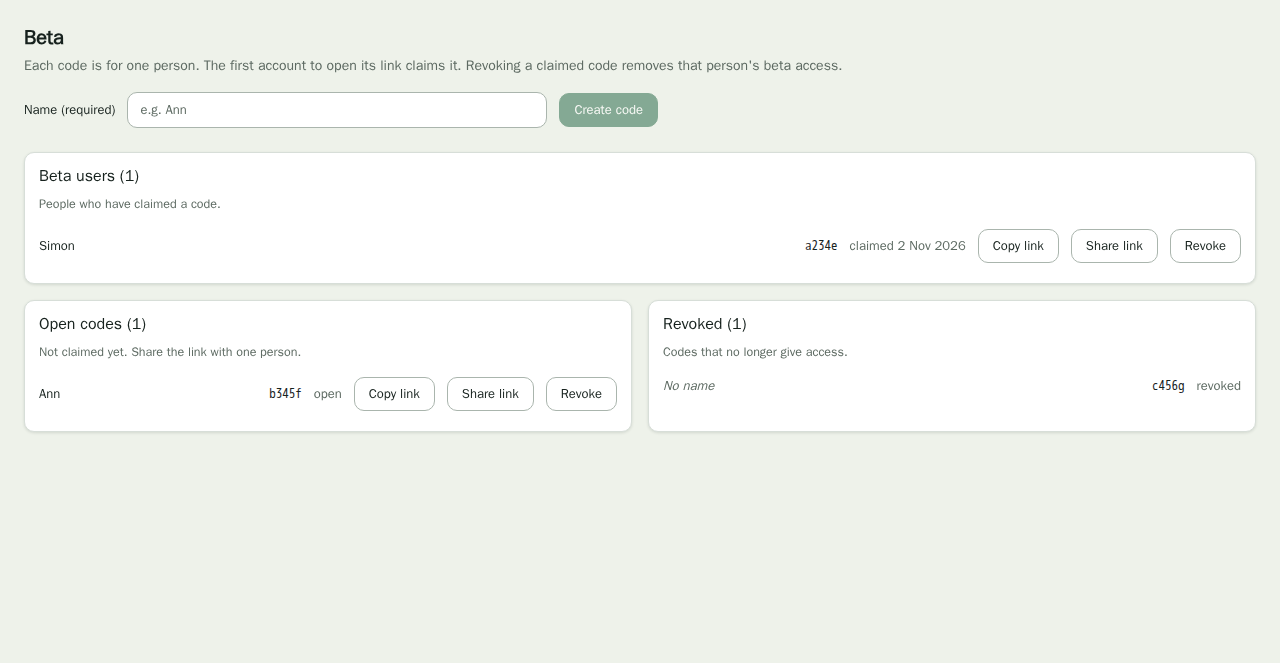 Beta
Each code is for one person. The first account to open its link claims it. Revoking a claimed code removes that person's beta access.
Name (required) e.g. Ann Create code
Beta users (1)
People who have claimed a code.
Simon a234e claimed 2 Nov 2026 Copy link Share link Revoke
Open codes (1)
Not claimed yet. Share the link with one person.
Ann b345f open Copy link Share link Revoke
Revoked (1)
Codes that no longer give access.
No name c456g revoked